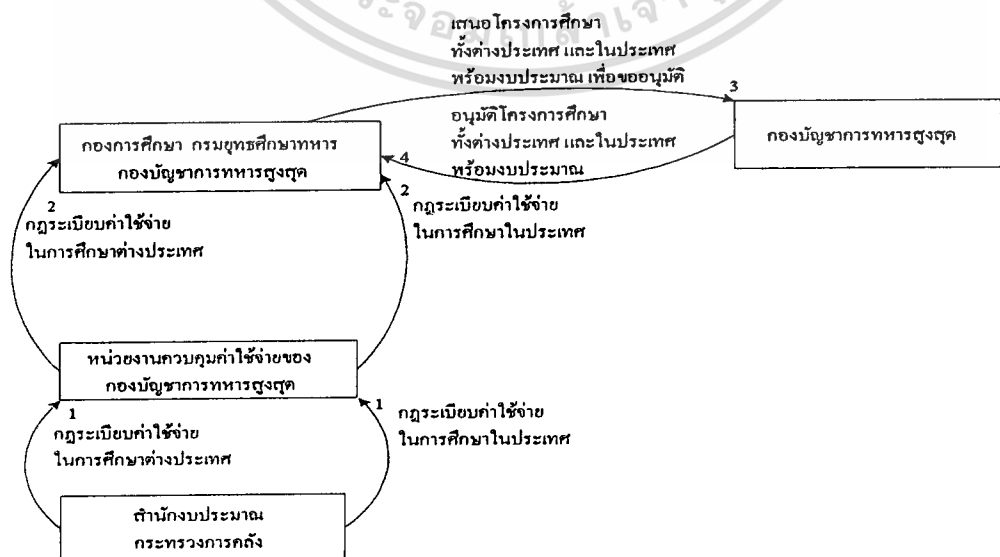 เสนอโครงการศึกษา
ทั้งต่างประเทศ และในประเทศ
พร้อมงบประมาณ เพื่อขออนุมัติ
3
อนุมัติโครงการศึกษา
ทั้งต่างประเทศ และในประเทศ
พร้อมงบประมาณ
กองบัญชาการทหารสูงสุด
กองการศึกษา กรมยุทธศึกษาทหาร
กองบัญชาการทหารสูงสุด
4
2
กฎระเบียบค่าใช้จ่าย
ในการศึกษาต่างประเทศ
2
กฎระเบียบค่าใช้จ่าย
ในการศึกษาในประเทศ
หน่วยงานควบคุมค่าใช้จ่ายของ
กองบัญชาการทหารสูงสุด
1
กฎระเบียบค่าใช้จ่าย
ในการศึกษาต่างประเทศ
1
กฎระเบียบค่าใช้จ่าย
ในการศึกษาในประเทศ
สำนักงบประมาณ
กระทรวงการคลัง